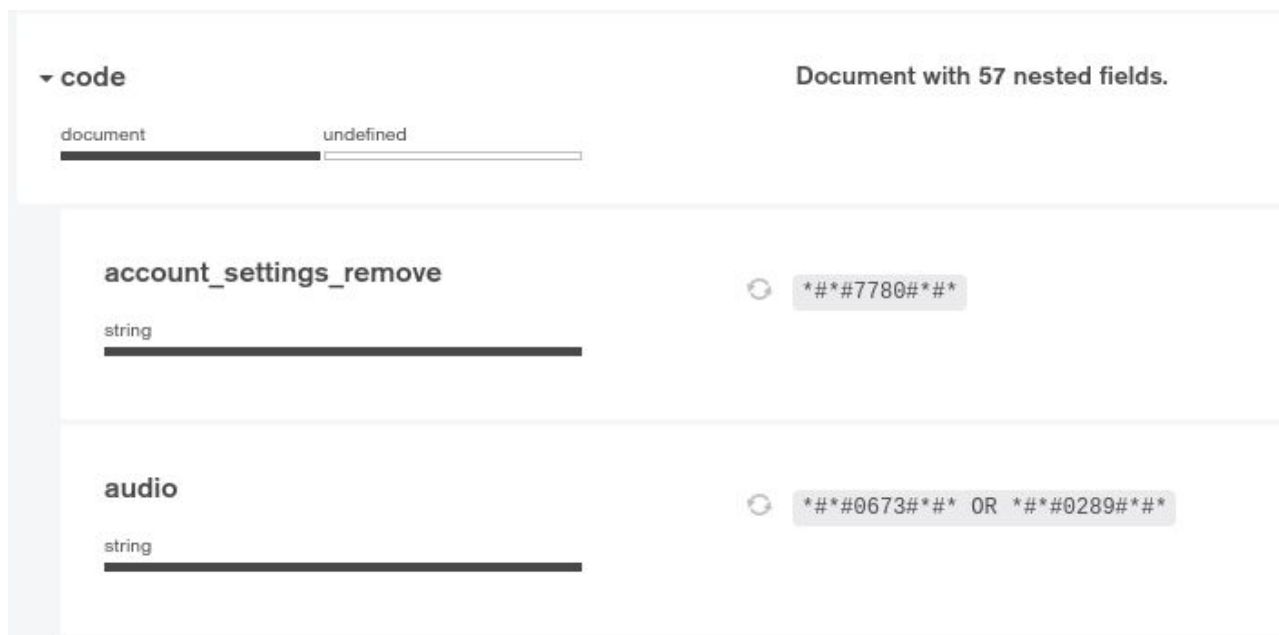 code
Document with 57 nested fields.
document undefined
account_settings_remove
*#*#7780#*#*
string
audio
*#*#0673#*#* OR *#*#0289#*#*
string